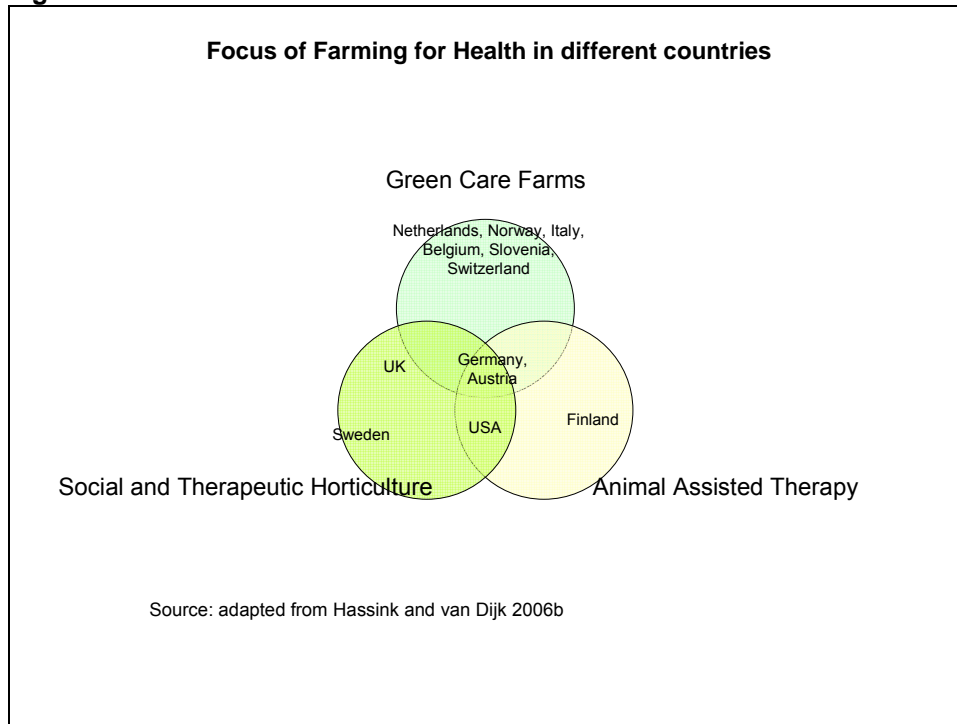 Focus of Farming for Health in different countries
Green Care Farms
Netherlands, Norway, Italy,
Belgium, Slovenia,
Switzerland
UK
Germany,
Austria
Sweden
USA
Finland
Social and Therapeutic Horticulture
Animal Assisted Therapy
Source: adapted from Hassink and van Dijk 2006b